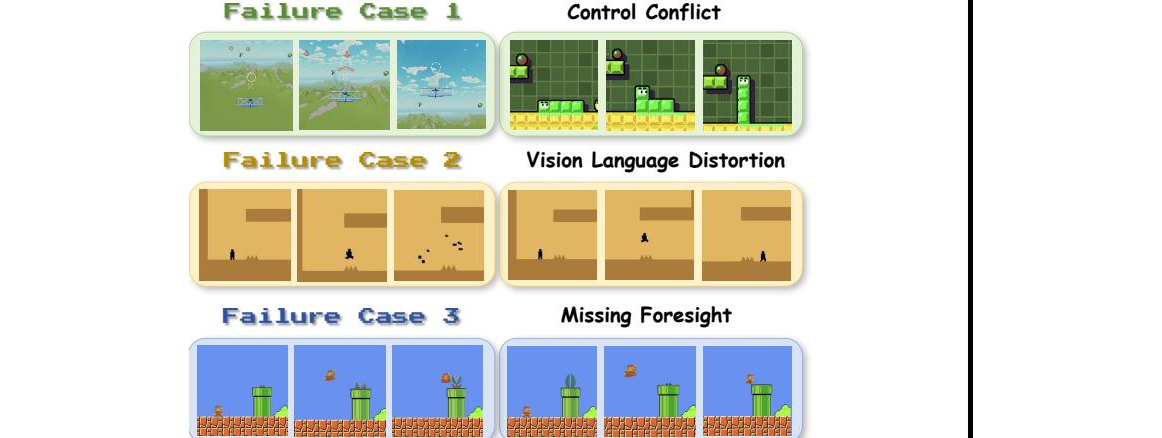 Failure Case 1
Control Conflict
Failure Case 2
Vision Language Distortion
Failure Case 3
Missing Foresight